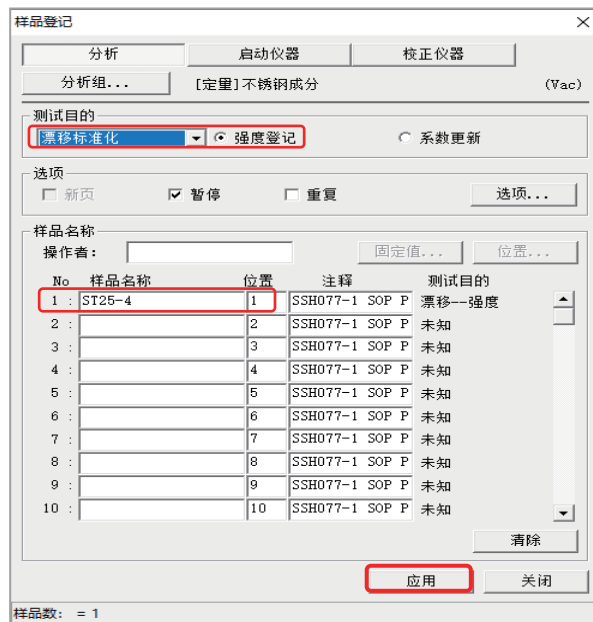 样品登记
分析 启动仪器 校正仪器
分析组... [定量]不锈钢成分 (Vac)
测试目的
漂移标准化 强度登记 系数更新
选项
新页 暂停 重复 选项...
样品名称
操作者: 固定值... 位置...
No 样品名称 位置 注释 测试目的
1 : ST25-4 1 SSH077-1 SOP P 漂移--强度
2 : 2 SSH077-1 SOP P 未知
3 : 3 SSH077-1 SOP P 未知
4 : 4 SSH077-1 SOP P 未知
5 : 5 SSH077-1 SOP P 未知
6 : 6 SSH077-1 SOP P 未知
7 : 7 SSH077-1 SOP P 未知
8 : 8 SSH077-1 SOP P 未知
9 : 9 SSH077-1 SOP P 未知
10 : 10 SSH077-1 SOP P 未知
清除
应用 关闭
样品数: = 1